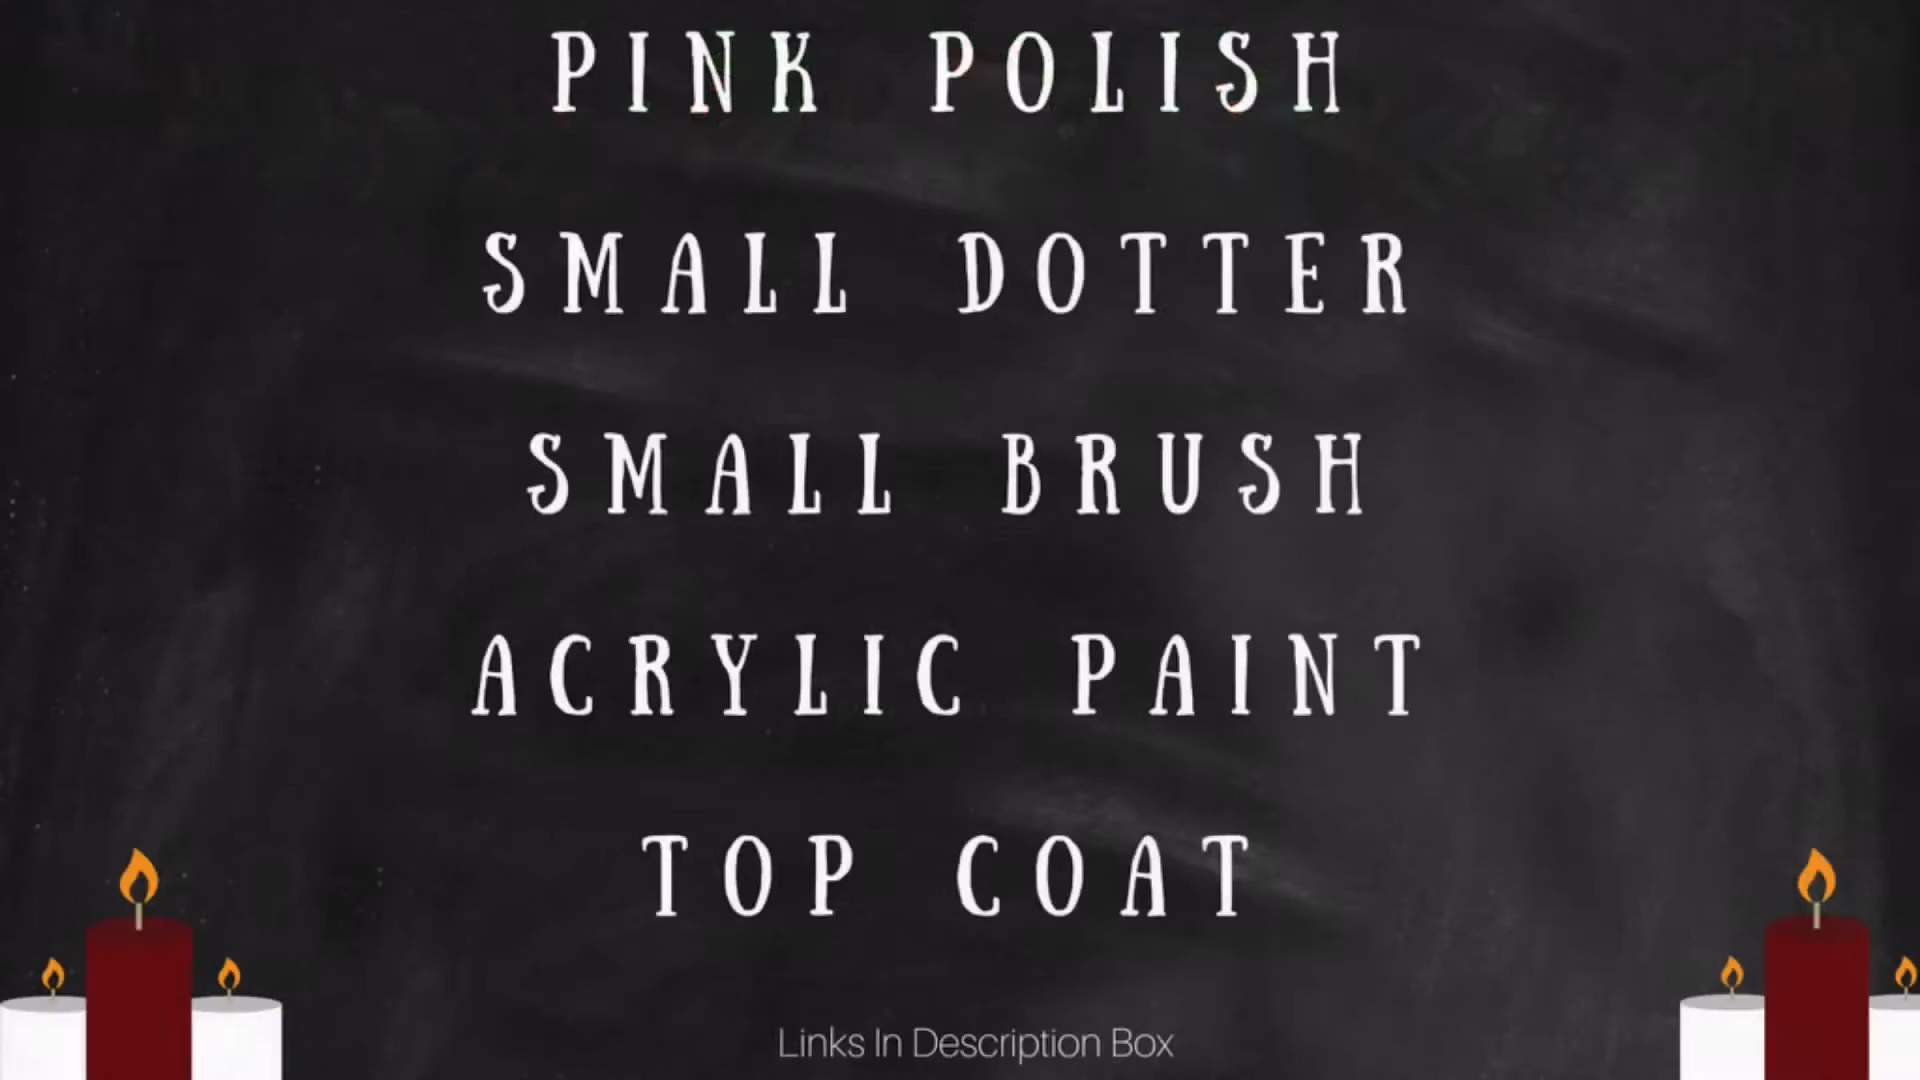 PINK POLISH
SMALL DOTTER
SMALL BRUSH
ACRYLIC PAINT
TOP COAT
Links In Description Box